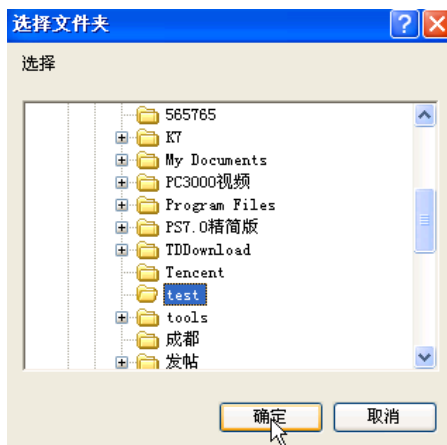 选择文件夹
选择
565765
K7
My Documents
PC3000视频
Program Files
PS7.0精简版
TDDownload
Tencent
test
tools
成都
发帖
确定
取消